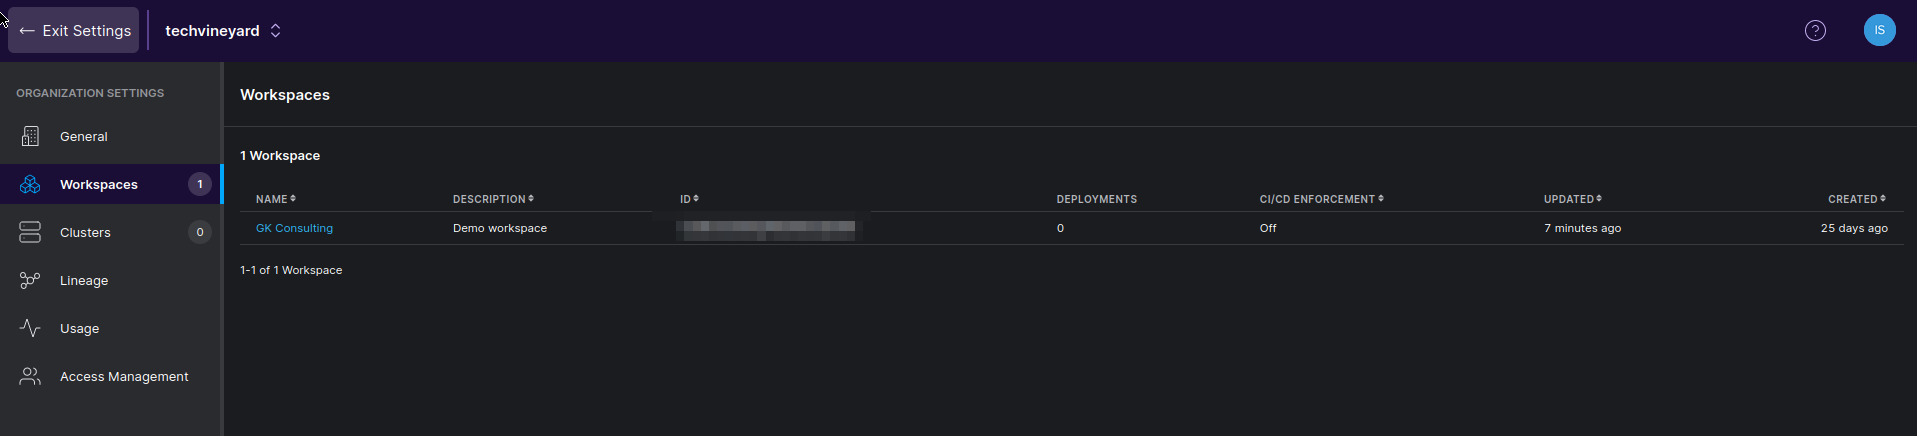 ← Exit Settings techvineyard ? IS
ORGANIZATION SETTINGS
General
Workspaces 1
Clusters 0
Lineage
Usage
Access Management
Workspaces
1 Workspace
NAME DESCRIPTION ID DEPLOYMENTS CI/CD ENFORCEMENT UPDATED CREATED
GK Consulting Demo workspace 0 Off 7 minutes ago 25 days ago
1-1 of 1 Workspace